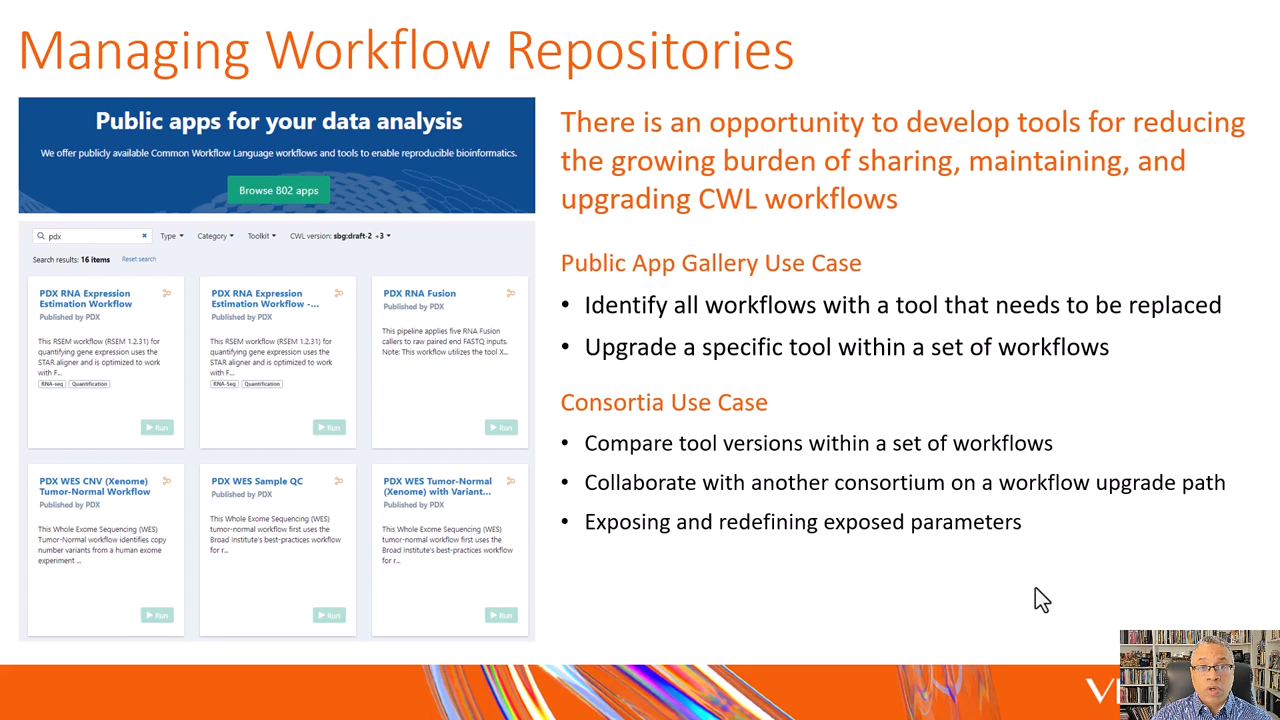 Managing Workflow Repositories
Public apps for your data analysis
We offer publicly available Common Workflow Language workflows and tools to enable reproducible bioinformatics.
Browse 802 apps
pdx
Type
Category
Toolkit
CWL version: sbg:draft-2 +3
Search results: 16 items
Reset search
PDX RNA Expression
Estimation Workflow
Published by PDX
This RSEM workflow (RSEM 1.2.31) for
quantifying gene expression uses the
STAR aligner and is optimized to work
with F...
RNA-seq
Quantification
Run
PDX RNA Expression
Estimation Workflow -...
Published by PDX
This RSEM workflow (RSEM 1.2.31) for
quantifying gene expression uses the
STAR aligner and is optimized to work
with F...
RNA-Seq
Quantification
Run
PDX RNA Fusion
Published by PDX
This pipeline applies five RNA Fusion
callers to raw paired end FASTQ inputs.
Note: This workflow utilizes the tool X...
Run
PDX WES CNV (Xenome)
Tumor-Normal Workflow
Published by PDX
This Whole Exome Sequencing (WES)
Tumor-Normal workflow identifies copy
number variants from a human exome
experiment ...
Run
PDX WES Sample QC
Published by PDX
This Whole Exome Sequencing (WES)
tumor-normal workflow first uses the
Broad Institute's best-practices workflow
for r...
Run
PDX WES Tumor-Normal
(Xenome) with Variant...
Published by PDX
This Whole Exome Sequencing (WES)
tumor-normal workflow first uses the
Broad Institute's best-practices workflow
for r...
Run
There is an opportunity to develop tools for reducing
the growing burden of sharing, maintaining, and
upgrading CWL workflows
Public App Gallery Use Case
• Identify all workflows with a tool that needs to be replaced
• Upgrade a specific tool within a set of workflows
Consortia Use Case
• Compare tool versions within a set of workflows
• Collaborate with another consortium on a workflow upgrade path
• Exposing and redefining exposed parameters